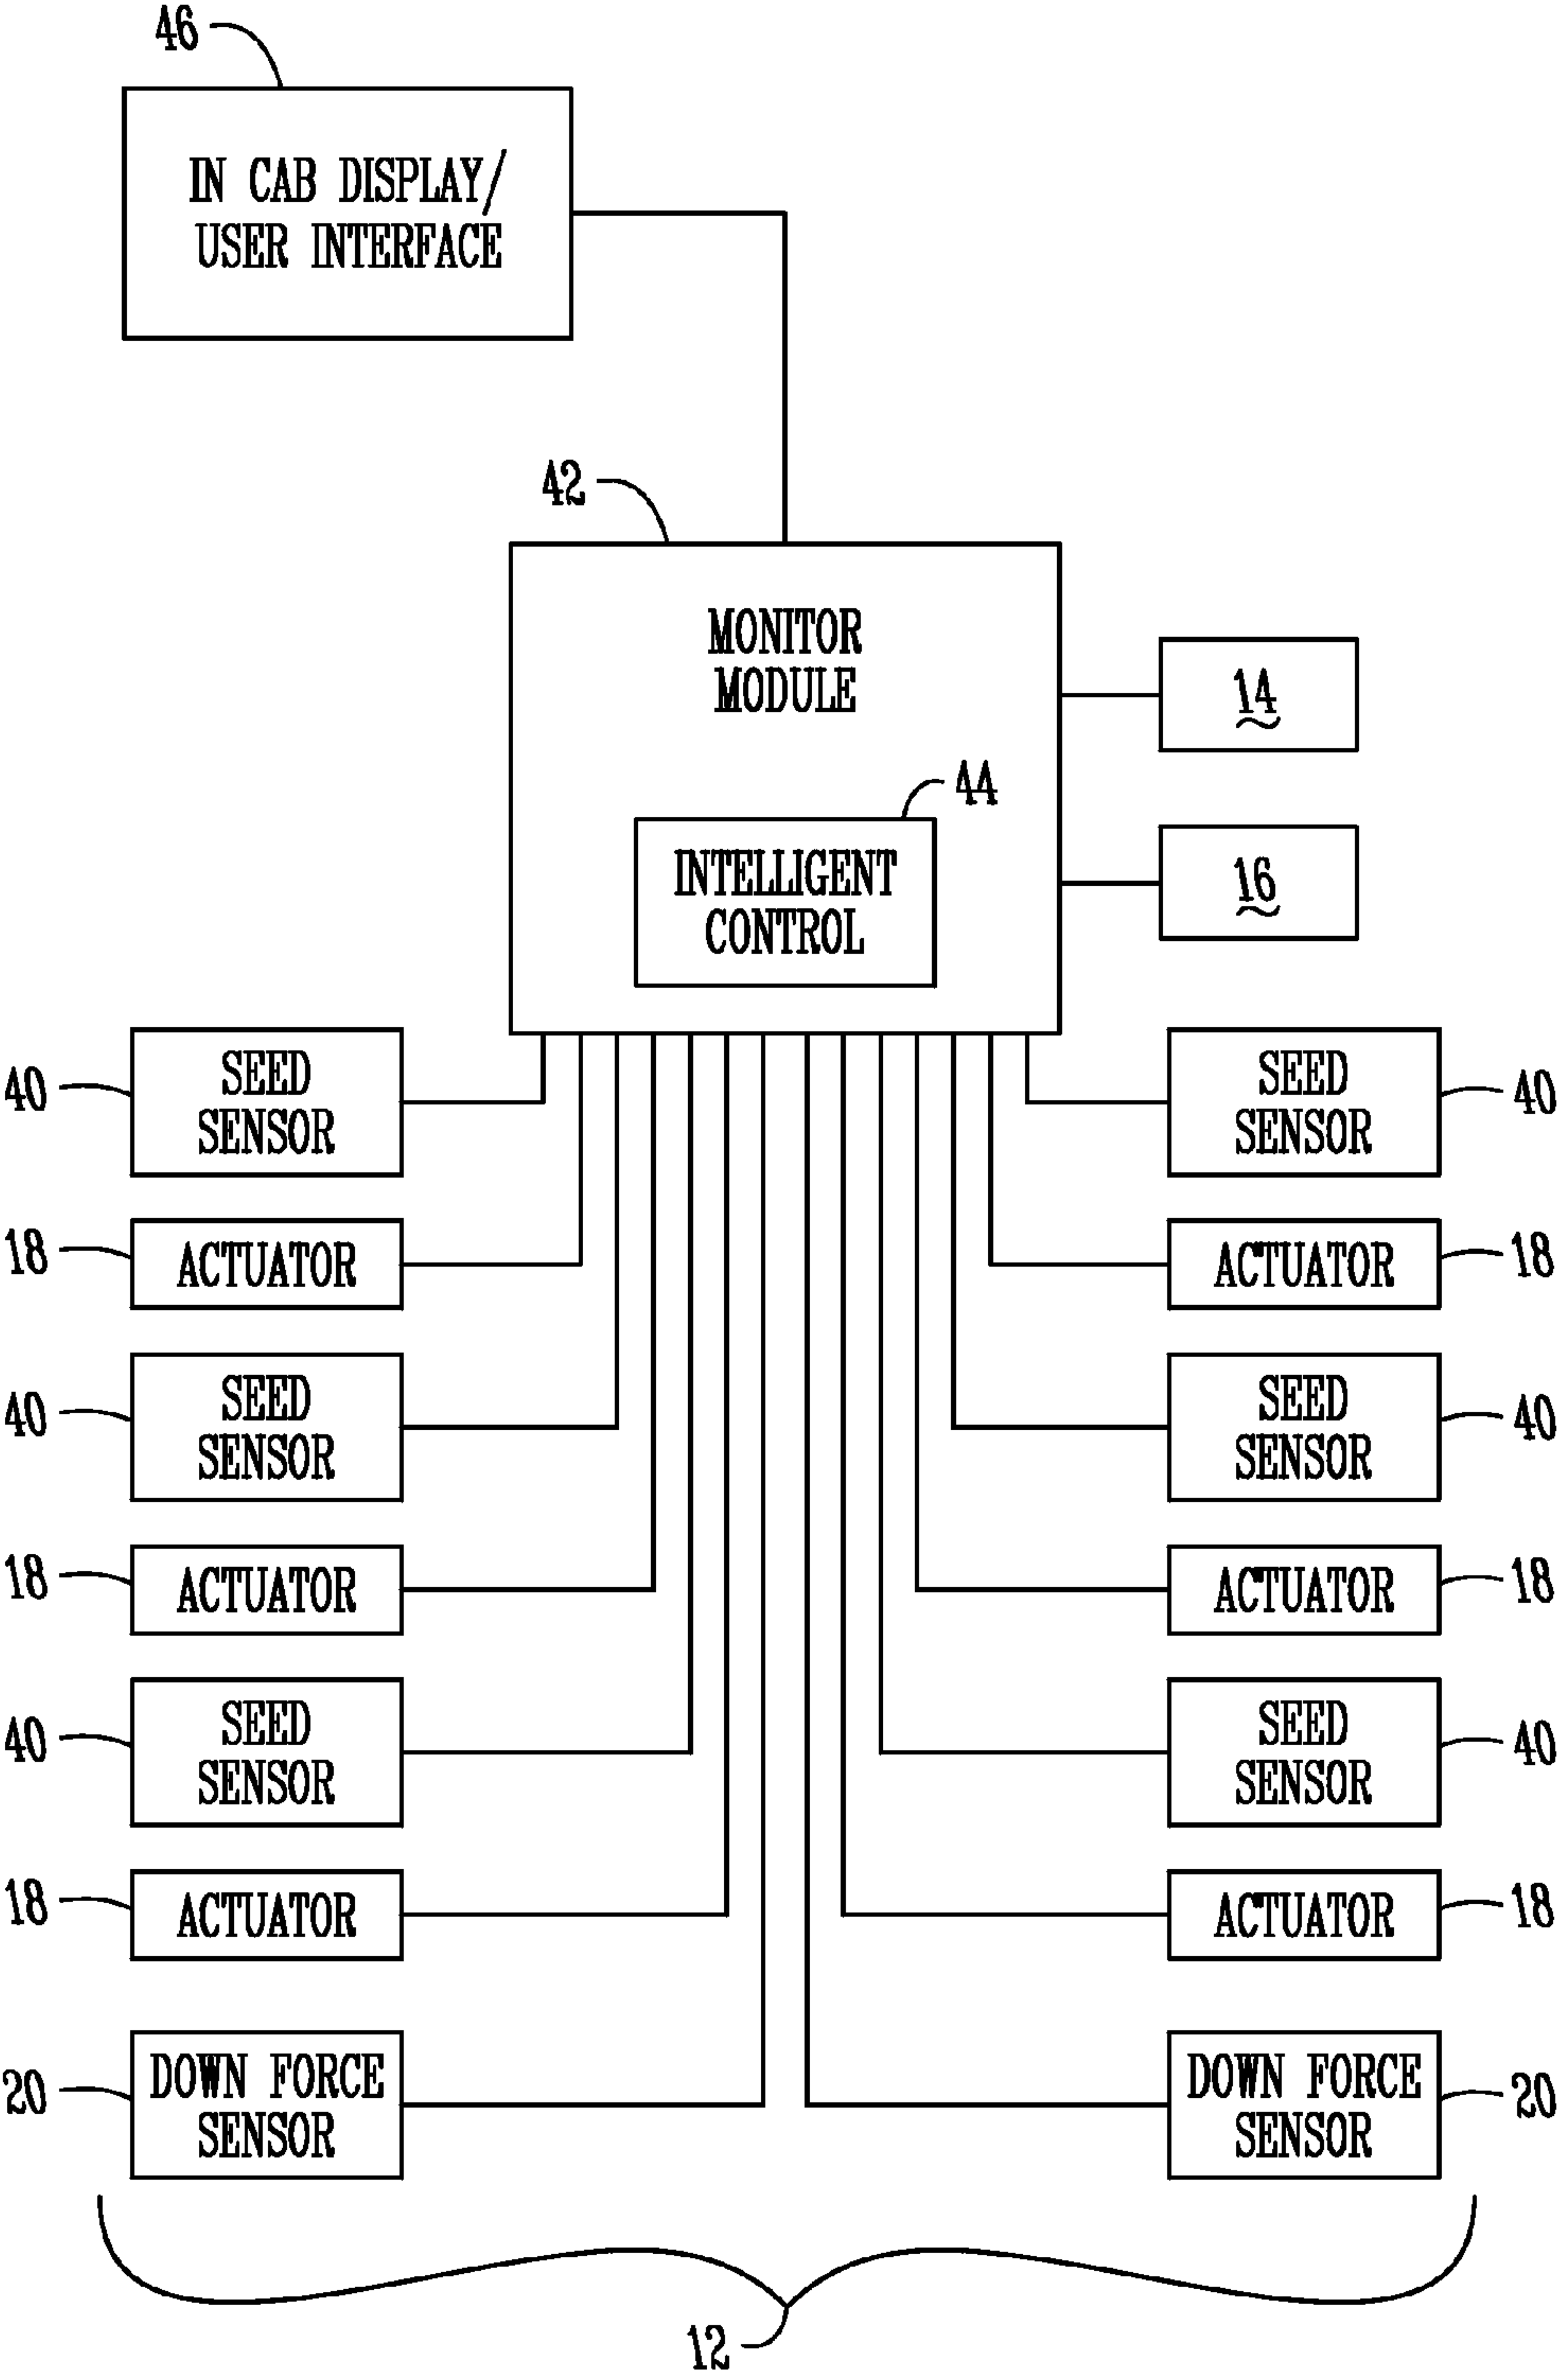 46
IN CAB DISPLAY/
USER INTERFACE
42
MONITOR
MODULE
14
44
INTELLIGENT
CONTROL
16
40
SEED
SENSOR
SEED
SENSOR
40
18
ACTUATOR
ACTUATOR
18
40
SEED
SENSOR
SEED
SENSOR
40
18
ACTUATOR
ACTUATOR
18
40
SEED
SENSOR
SEED
SENSOR
40
18
ACTUATOR
ACTUATOR
18
20
DOWN FORCE
SENSOR
DOWN FORCE
SENSOR
20
12